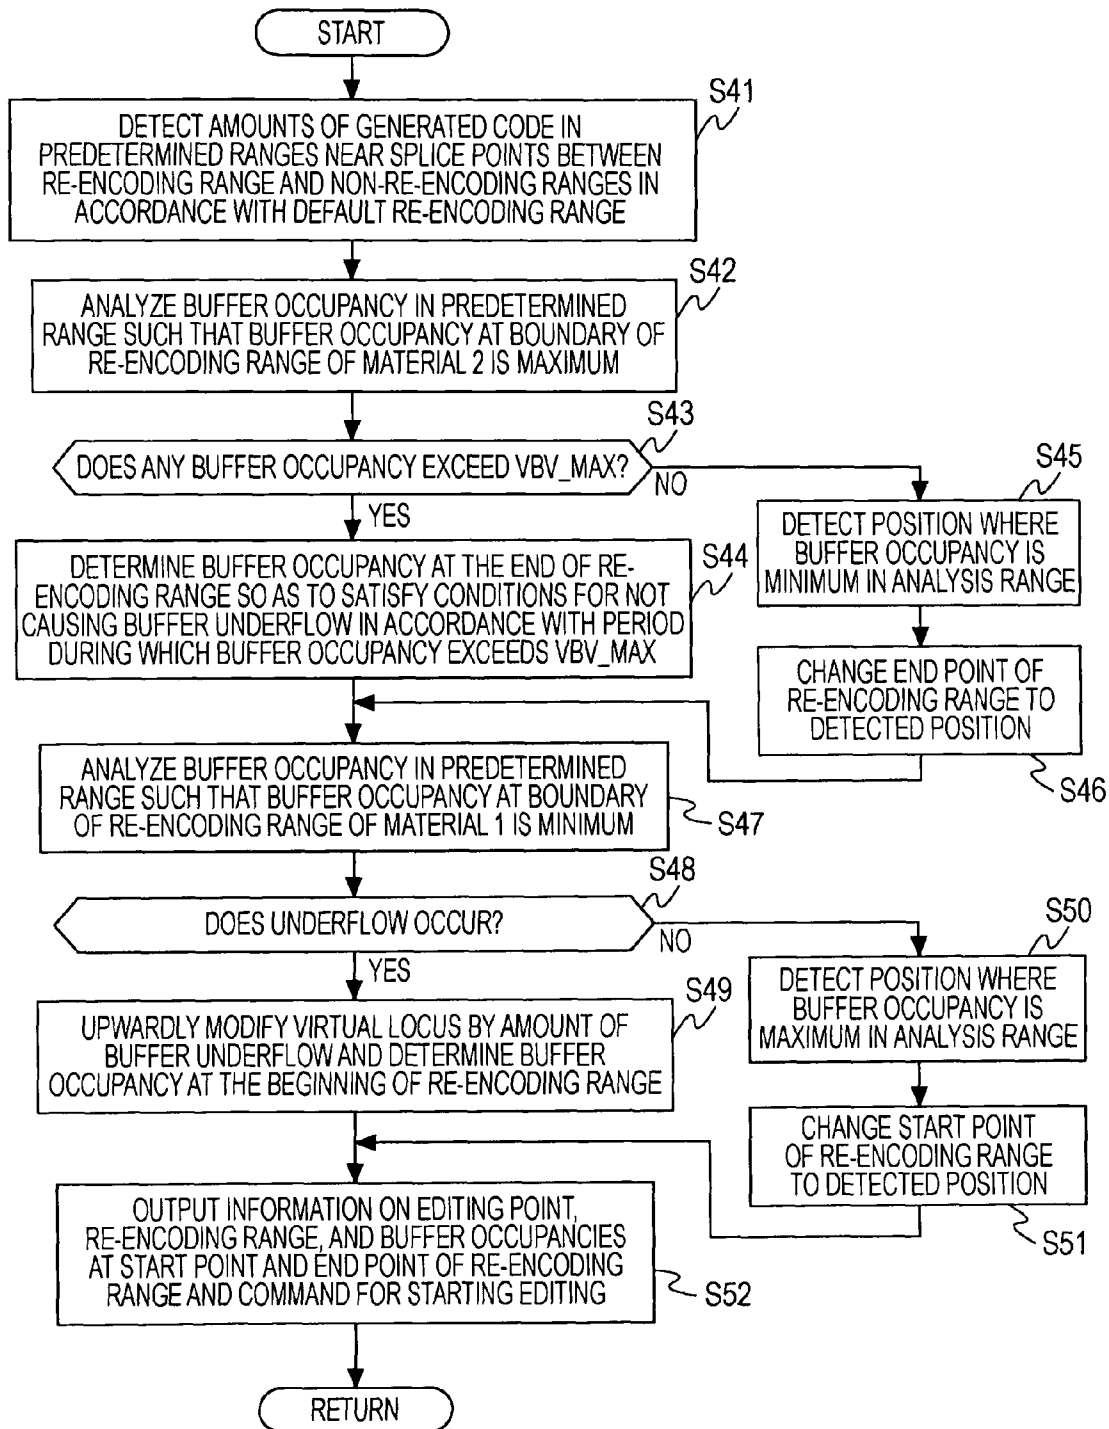 START
S41
DETECT AMOUNTS OF GENERATED CODE IN
PREDETERMINED RANGES NEAR SPLICE POINTS BETWEEN
RE-ENCODING RANGE AND NON-RE-ENCODING RANGES IN
ACCORDANCE WITH DEFAULT RE-ENCODING RANGE
S42
ANALYZE BUFFER OCCUPANCY IN PREDETERMINED
RANGE SUCH THAT BUFFER OCCUPANCY AT BOUNDARY OF
RE-ENCODING RANGE OF MATERIAL 2 IS MAXIMUM
S43
DOES ANY BUFFER OCCUPANCY EXCEED VBV_MAX?
NO
YES
S44
DETERMINE BUFFER OCCUPANCY AT THE END OF RE-
ENCODING RANGE SO AS TO SATISFY CONDITIONS FOR NOT
CAUSING BUFFER UNDERFLOW IN ACCORDANCE WITH PERIOD
DURING WHICH BUFFER OCCUPANCY EXCEEDS VBV_MAX
S45
DETECT POSITION WHERE
BUFFER OCCUPANCY IS
MINIMUM IN ANALYSIS RANGE
CHANGE END POINT OF
RE-ENCODING RANGE TO
DETECTED POSITION
S46
ANALYZE BUFFER OCCUPANCY IN PREDETERMINED
RANGE SUCH THAT BUFFER OCCUPANCY AT BOUNDARY
OF RE-ENCODING RANGE OF MATERIAL 1 IS MINIMUM
S47
S48
DOES UNDERFLOW OCCUR?
NO
YES
S49
UPWARDLY MODIFY VIRTUAL LOCUS BY AMOUNT OF
BUFFER UNDERFLOW AND DETERMINE BUFFER
OCCUPANCY AT THE BEGINNING OF RE-ENCODING RANGE
S50
DETECT POSITION WHERE
BUFFER OCCUPANCY IS
MAXIMUM IN ANALYSIS RANGE
CHANGE START POINT
OF RE-ENCODING RANGE
TO DETECTED POSITION
S51
OUTPUT INFORMATION ON EDITING POINT,
RE-ENCODING RANGE, AND BUFFER OCCUPANCIES
AT START POINT AND END POINT OF RE-ENCODING
RANGE AND COMMAND FOR STARTING EDITING
S52
RETURN